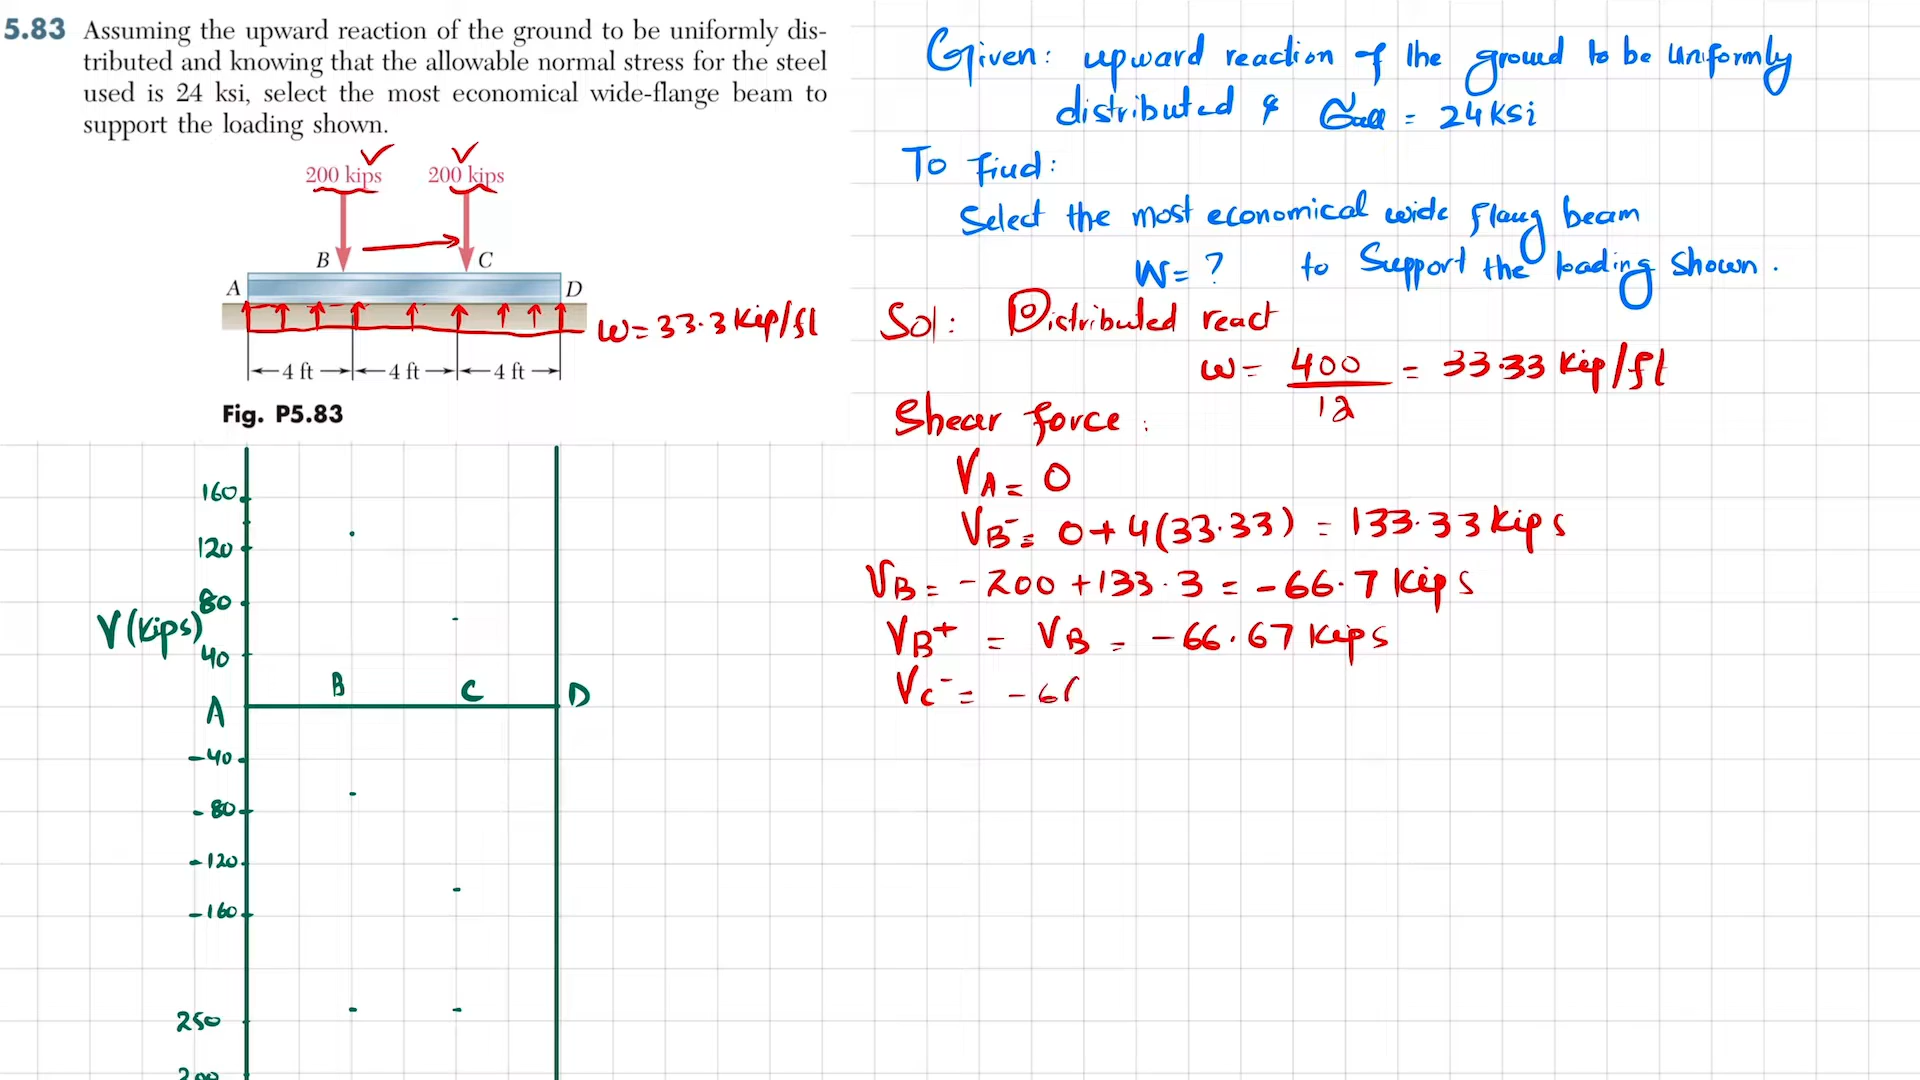 5.83 Assuming the upward reaction of the ground to be uniformly dis-
tributed and knowing that the allowable normal stress for the steel
used is 24 ksi, select the most economical wide-flange beam to
support the loading shown.
200 kips 200 kips
B C
A D
w = 33.3 kip/ft
4 ft 4 ft 4 ft
Fig. P5.83
160
120
80
V (kips)
40
B C
A D
-40
-80
-120
-160
250
Given: upward reaction of the ground to be uniformly
distributed & σall = 24 ksi
To Find:
Select the most economical wide flang beam
W = ? to Support the loading shown.
Sol: Distributed react
w = 400/12 = 33.33 kip/ft
Shear force:
VA = 0
VB- = 0 + 4(33.33) = 133.33 kips
VB = -200 + 133.3 = -66.7 kips
VB+ = VB = -66.67 kips
VC- =